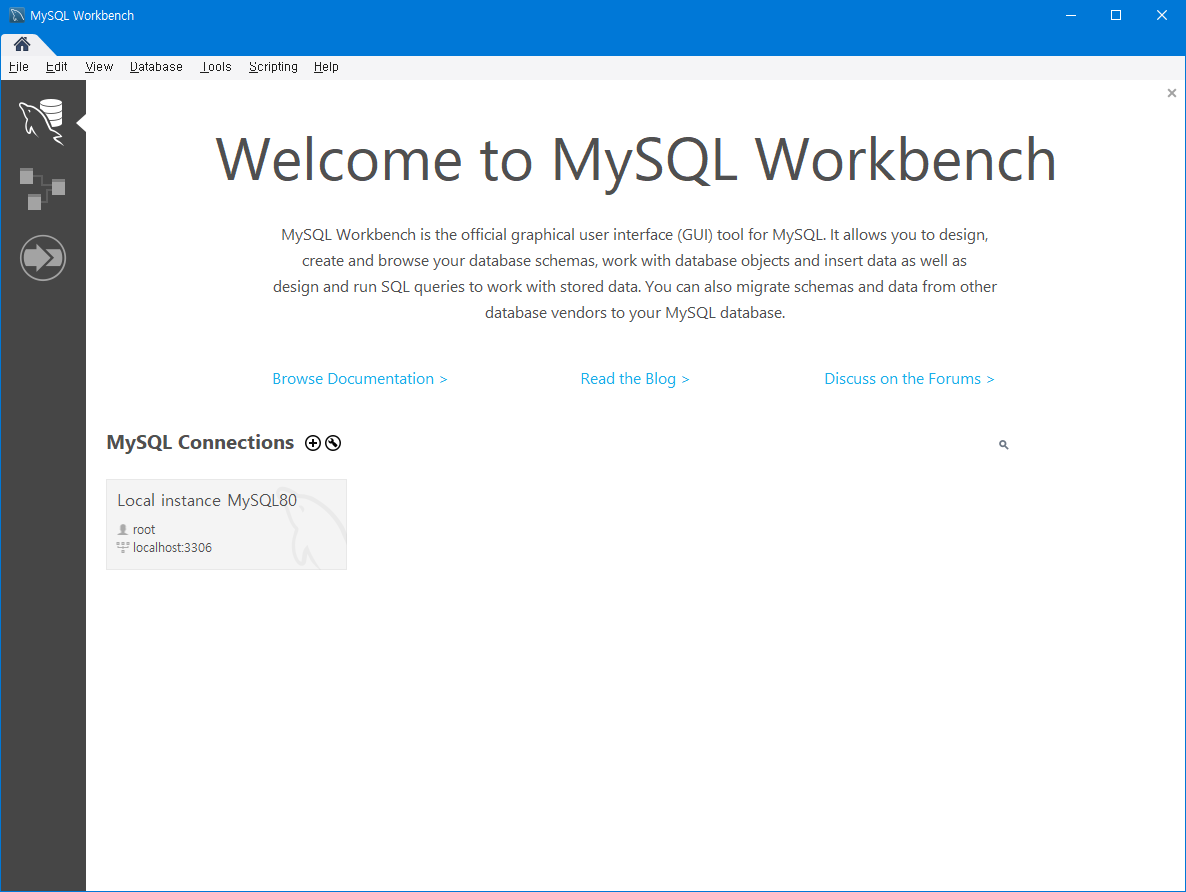 MySQL Workbench
File Edit View Database Tools Scripting Help
Welcome to MySQL Workbench
MySQL Workbench is the official graphical user interface (GUI) tool for MySQL. It allows you to design,
create and browse your database schemas, work with database objects and insert data as well as
design and run SQL queries to work with stored data. You can also migrate schemas and data from other
database vendors to your MySQL database.
Browse Documentation > Read the Blog > Discuss on the Forums >
MySQL Connections
Local instance MySQL80
root
localhost:3306